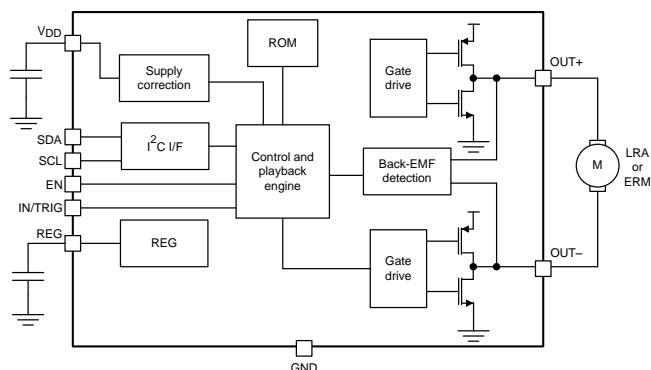 VDD
Supply
correction
ROM
Gate
drive
OUT+
SDA
SCL
I2C I/F
EN
IN/TRIG
Control and
playback
engine
Back-EMF
detection
M
LRA
or
ERM
REG
REG
Gate
drive
OUT–
GND